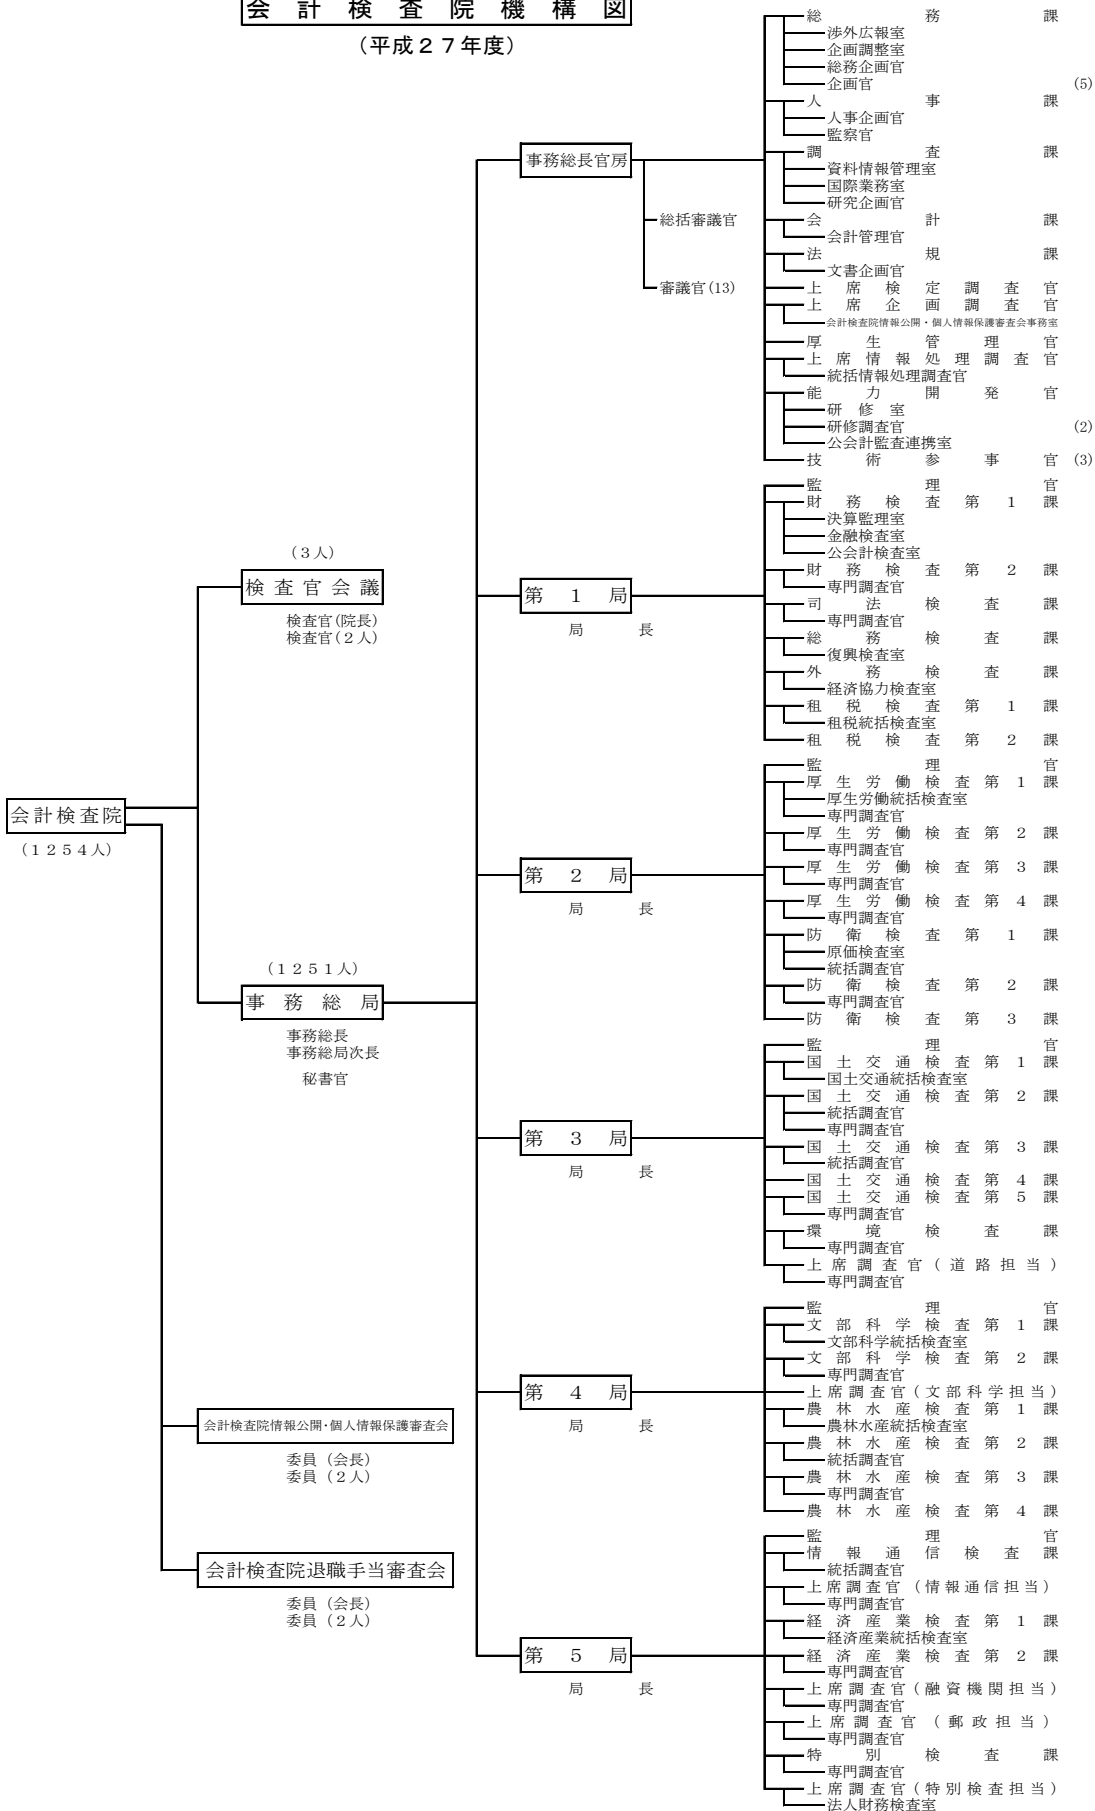 会計検査院機構図
（平成２７年度）
会計検査院
（１２５４人）
（３人）
検査官会議
検査官(院長)
検査官(２人)
（１２５１人）
事務総局
事務総長
事務総局次長
秘書官
会計検査院情報公開・個人情報保護審査会
委員（会長）
委員（２人）
会計検査院退職手当審査会
委員（会長）
委員（２人）
事務総長官房
総括審議官
審議官(13)
総務課
渉外広報室
企画調整室
総務企画官
企画官 (5)
人事課
人事企画官
監察官
調査課
資料情報管理室
国際業務室
研究企画官
会計課
会計管理官
法規課
文書企画官
上席検定調査官
上席企画調査官
会計検査院情報公開・個人情報保護審査会事務室
厚生管理官
上席情報処理調査官
統括情報処理調査官
能力開発官
研修室
研修調査官 (2)
公会計監査連携室
技術参事官 (3)
第１局
局長
監理官
財務検査第１課
決算監理室
金融検査室
公会計検査室
財務検査第２課
専門調査官
司法検査課
専門調査官
総務検査課
復興検査室
外務検査課
経済協力検査室
租税検査第１課
租税統括検査室
租税検査第２課
第２局
局長
監理官
厚生労働検査第１課
厚生労働統括検査室
専門調査官
厚生労働検査第２課
専門調査官
厚生労働検査第３課
専門調査官
厚生労働検査第４課
専門調査官
防衛検査第１課
原価検査室
統括調査官
防衛検査第２課
専門調査官
防衛検査第３課
第３局
局長
監理官
国土交通検査第１課
国土交通統括検査室
国土交通検査第２課
統括調査官
専門調査官
国土交通検査第３課
統括調査官
国土交通検査第４課
国土交通検査第５課
専門調査官
環境検査課
専門調査官
上席調査官（道路担当）
専門調査官
第４局
局長
監理官
文部科学検査第１課
文部科学統括検査室
文部科学検査第２課
専門調査官
上席調査官（文部科学担当）
農林水産検査第１課
農林水産統括検査室
農林水産検査第２課
統括調査官
農林水産検査第３課
専門調査官
農林水産検査第４課
第５局
局長
監理官
情報通信検査課
統括調査官
上席調査官（情報通信担当）
専門調査官
経済産業検査第１課
経済産業統括検査室
経済産業検査第２課
専門調査官
上席調査官（融資機関担当）
専門調査官
上席調査官（郵政担当）
専門調査官
特別検査課
専門調査官
上席調査官（特別検査担当）
法人財務検査室